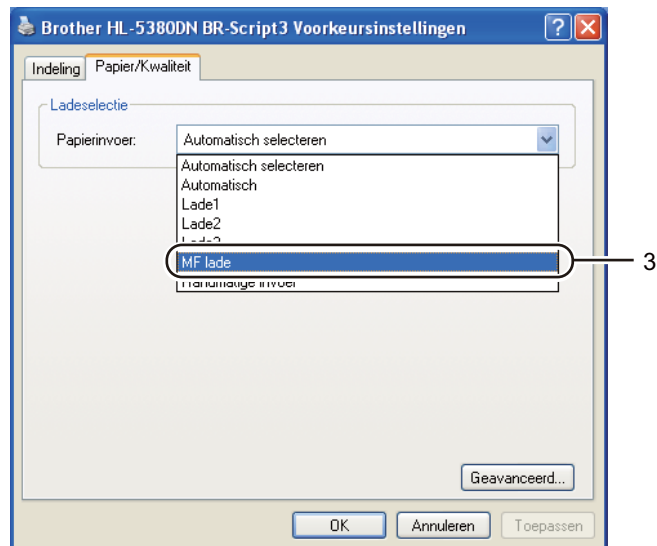 Brother HL-5380DN BR-Script3 Voorkeursinstellingen
Indeling Papier/Kwaliteit
Ladeselectie
Papierinvoer: Automatisch selecteren
Automatisch selecteren
Automatisch
Lade1
Lade2
MF lade
3
Geavanceerd...
OK Annuleren Toepassen